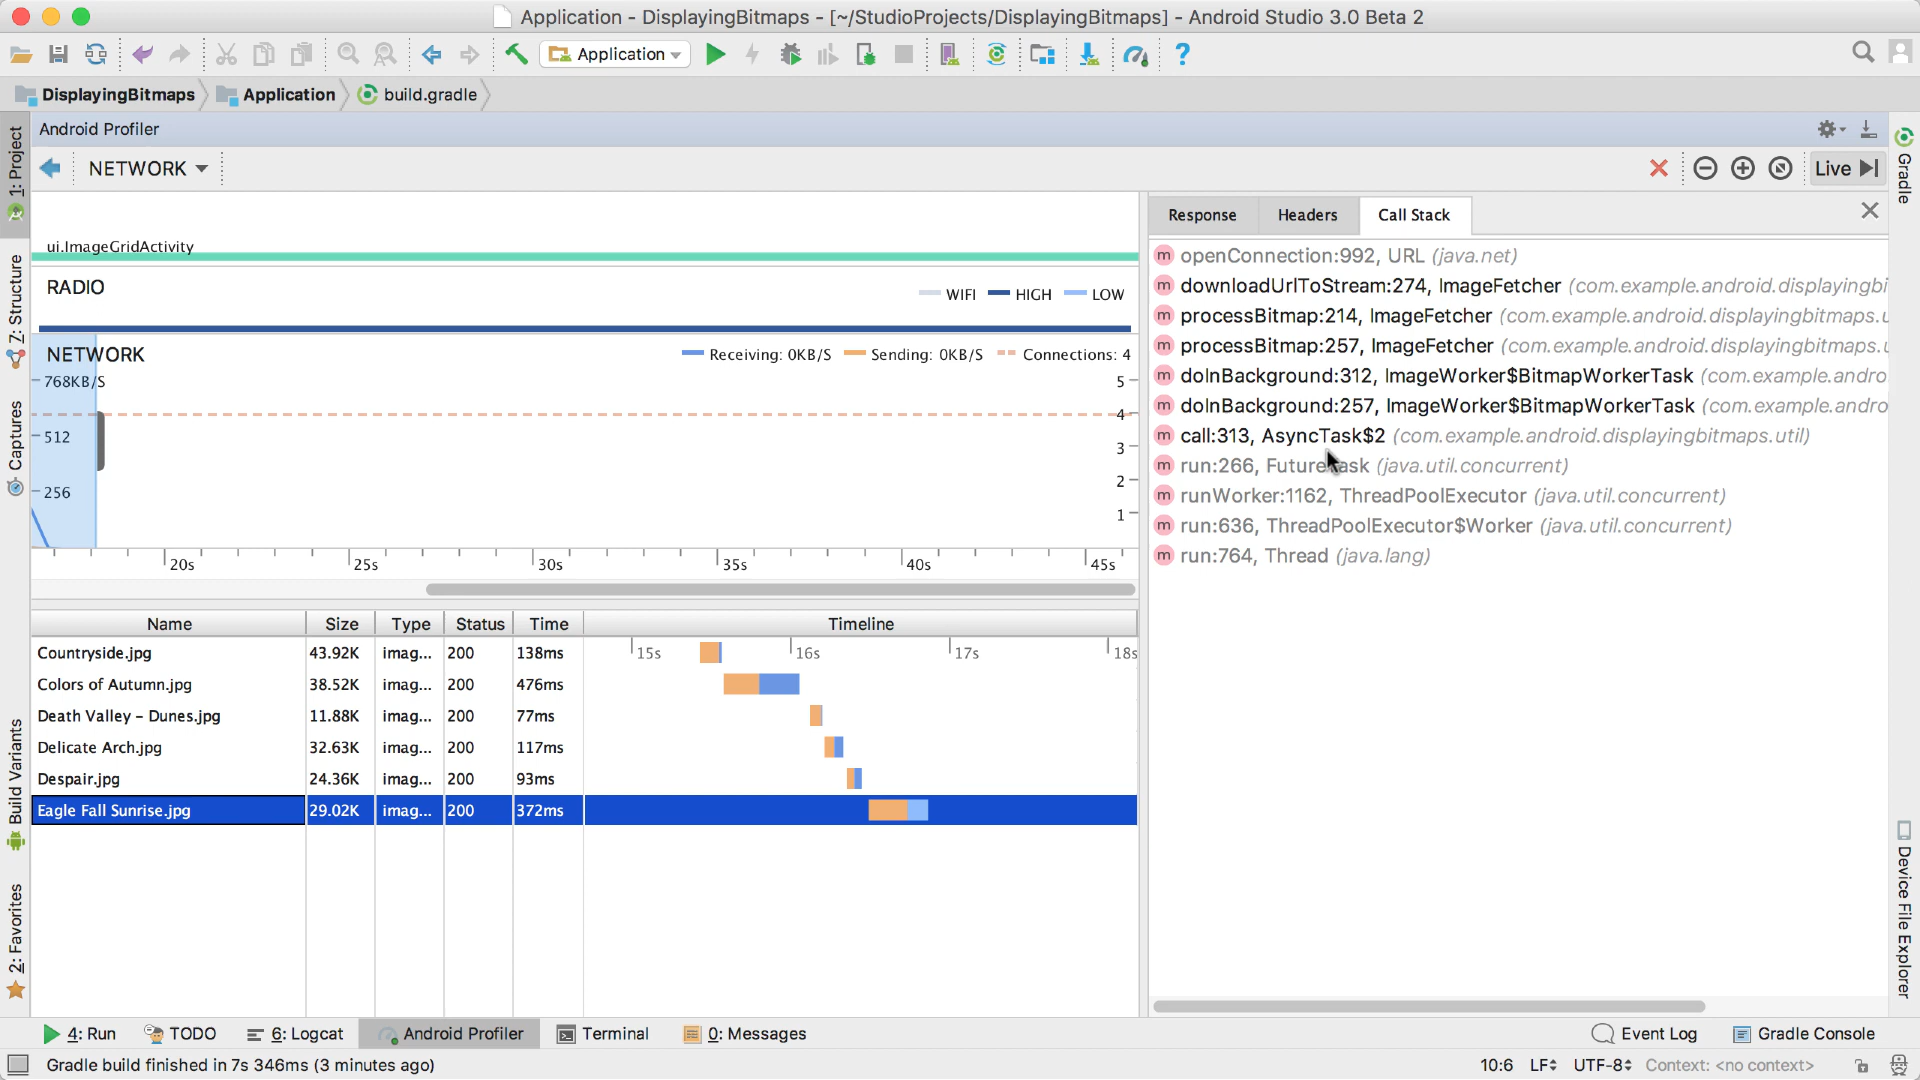 Application - DisplayingBitmaps - [~/StudioProjects/DisplayingBitmaps] - Android Studio 3.0 Beta 2
Application
DisplayingBitmaps
Application
build.gradle
Android Profiler
NETWORK
Live
1: Project
Z: Structure
Captures
Build Variants
2: Favorites
Gradle
Device File Explorer
ui.ImageGridActivity
RADIO
WIFI HIGH LOW
NETWORK
Receiving: 0KB/S Sending: 0KB/S Connections: 4
768KB/S
512
256
5
4
3
2
1
20s 25s 30s 35s 40s 45s
Name Size Type Status Time Timeline
15s 16s 17s 18s
Countryside.jpg 43.92K imag... 200 138ms
Colors of Autumn.jpg 38.52K imag... 200 476ms
Death Valley - Dunes.jpg 11.88K imag... 200 77ms
Delicate Arch.jpg 32.63K imag... 200 117ms
Despair.jpg 24.36K imag... 200 93ms
Eagle Fall Sunrise.jpg 29.02K imag... 200 372ms
Response Headers Call Stack
m openConnection:992, URL (java.net)
m downloadUrlToStream:274, ImageFetcher (com.example.android.displayingbi
m processBitmap:214, ImageFetcher (com.example.android.displayingbitmaps.u
m processBitmap:257, ImageFetcher (com.example.android.displayingbitmaps.u
m doInBackground:312, ImageWorker$BitmapWorkerTask (com.example.andro
m doInBackground:257, ImageWorker$BitmapWorkerTask (com.example.andro
m call:313, AsyncTask$2 (com.example.android.displayingbitmaps.util)
m run:266, FutureTask (java.util.concurrent)
m runWorker:1162, ThreadPoolExecutor (java.util.concurrent)
m run:636, ThreadPoolExecutor$Worker (java.util.concurrent)
m run:764, Thread (java.lang)
4: Run TODO 6: Logcat Android Profiler Terminal 0: Messages Event Log Gradle Console
Gradle build finished in 7s 346ms (3 minutes ago) 10:6 LF UTF-8 Context: <no context>